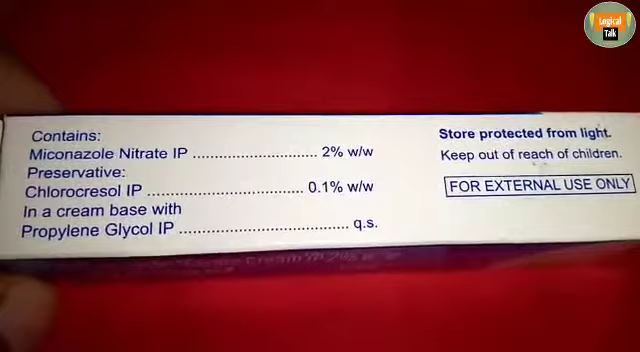 Logical
Talk
Contains:
Miconazole Nitrate IP ............................... 2% w/w
Preservative:
Chlorocresol IP ...................................... 0.1% w/w
In a cream base with
Propylene Glycol IP ......................................... q.s.
Store protected from light.
Keep out of reach of children.
FOR EXTERNAL USE ONLY